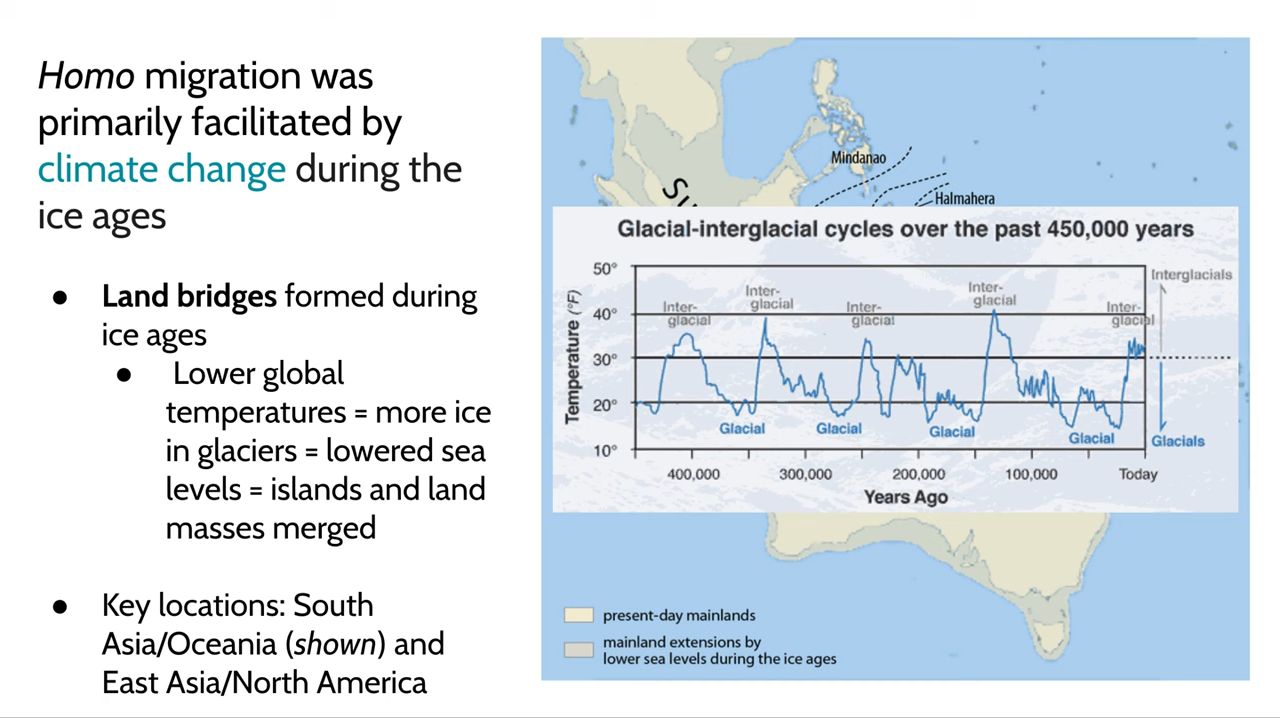 Homo migration was
primarily facilitated by
climate change during the
ice ages
● Land bridges formed during
ice ages
● Lower global
temperatures = more ice
in glaciers = lowered sea
levels = islands and land
masses merged
● Key locations: South
Asia/Oceania (shown) and
East Asia/North America
Mindanao
Halmahera
Glacial-interglacial cycles over the past 450,000 years
Temperature (°F)
50°
40°
30°
20°
10°
Inter-
glacial
Inter-
glacial
Inter-
glacial
Inter-
glacial
Inter-
glacial
Interglacials
Glacial
Glacial
Glacial
Glacial
Glacials
400,000
300,000
200,000
100,000
Today
Years Ago
present-day mainlands
mainland extensions by
lower sea levels during the ice ages